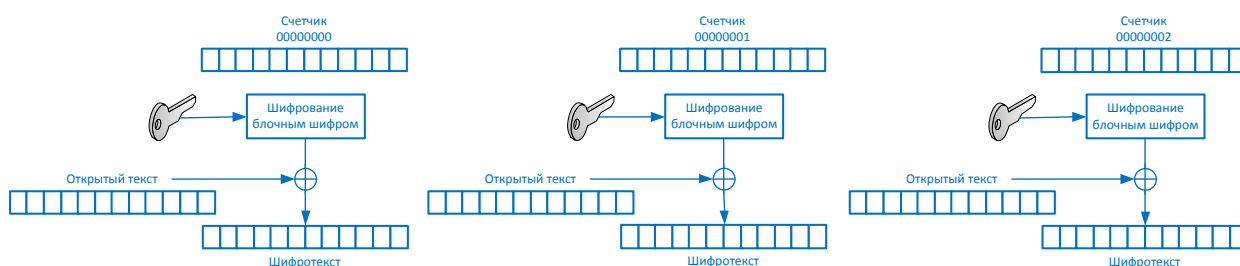 Счетчик
00000000
Шифрование
блочным шифром
Открытый текст
Шифротекст
Счетчик
00000001
Шифрование
блочным шифром
Открытый текст
Шифротекст
Счетчик
00000002
Шифрование
блочным шифром
Открытый текст
Шифротекст